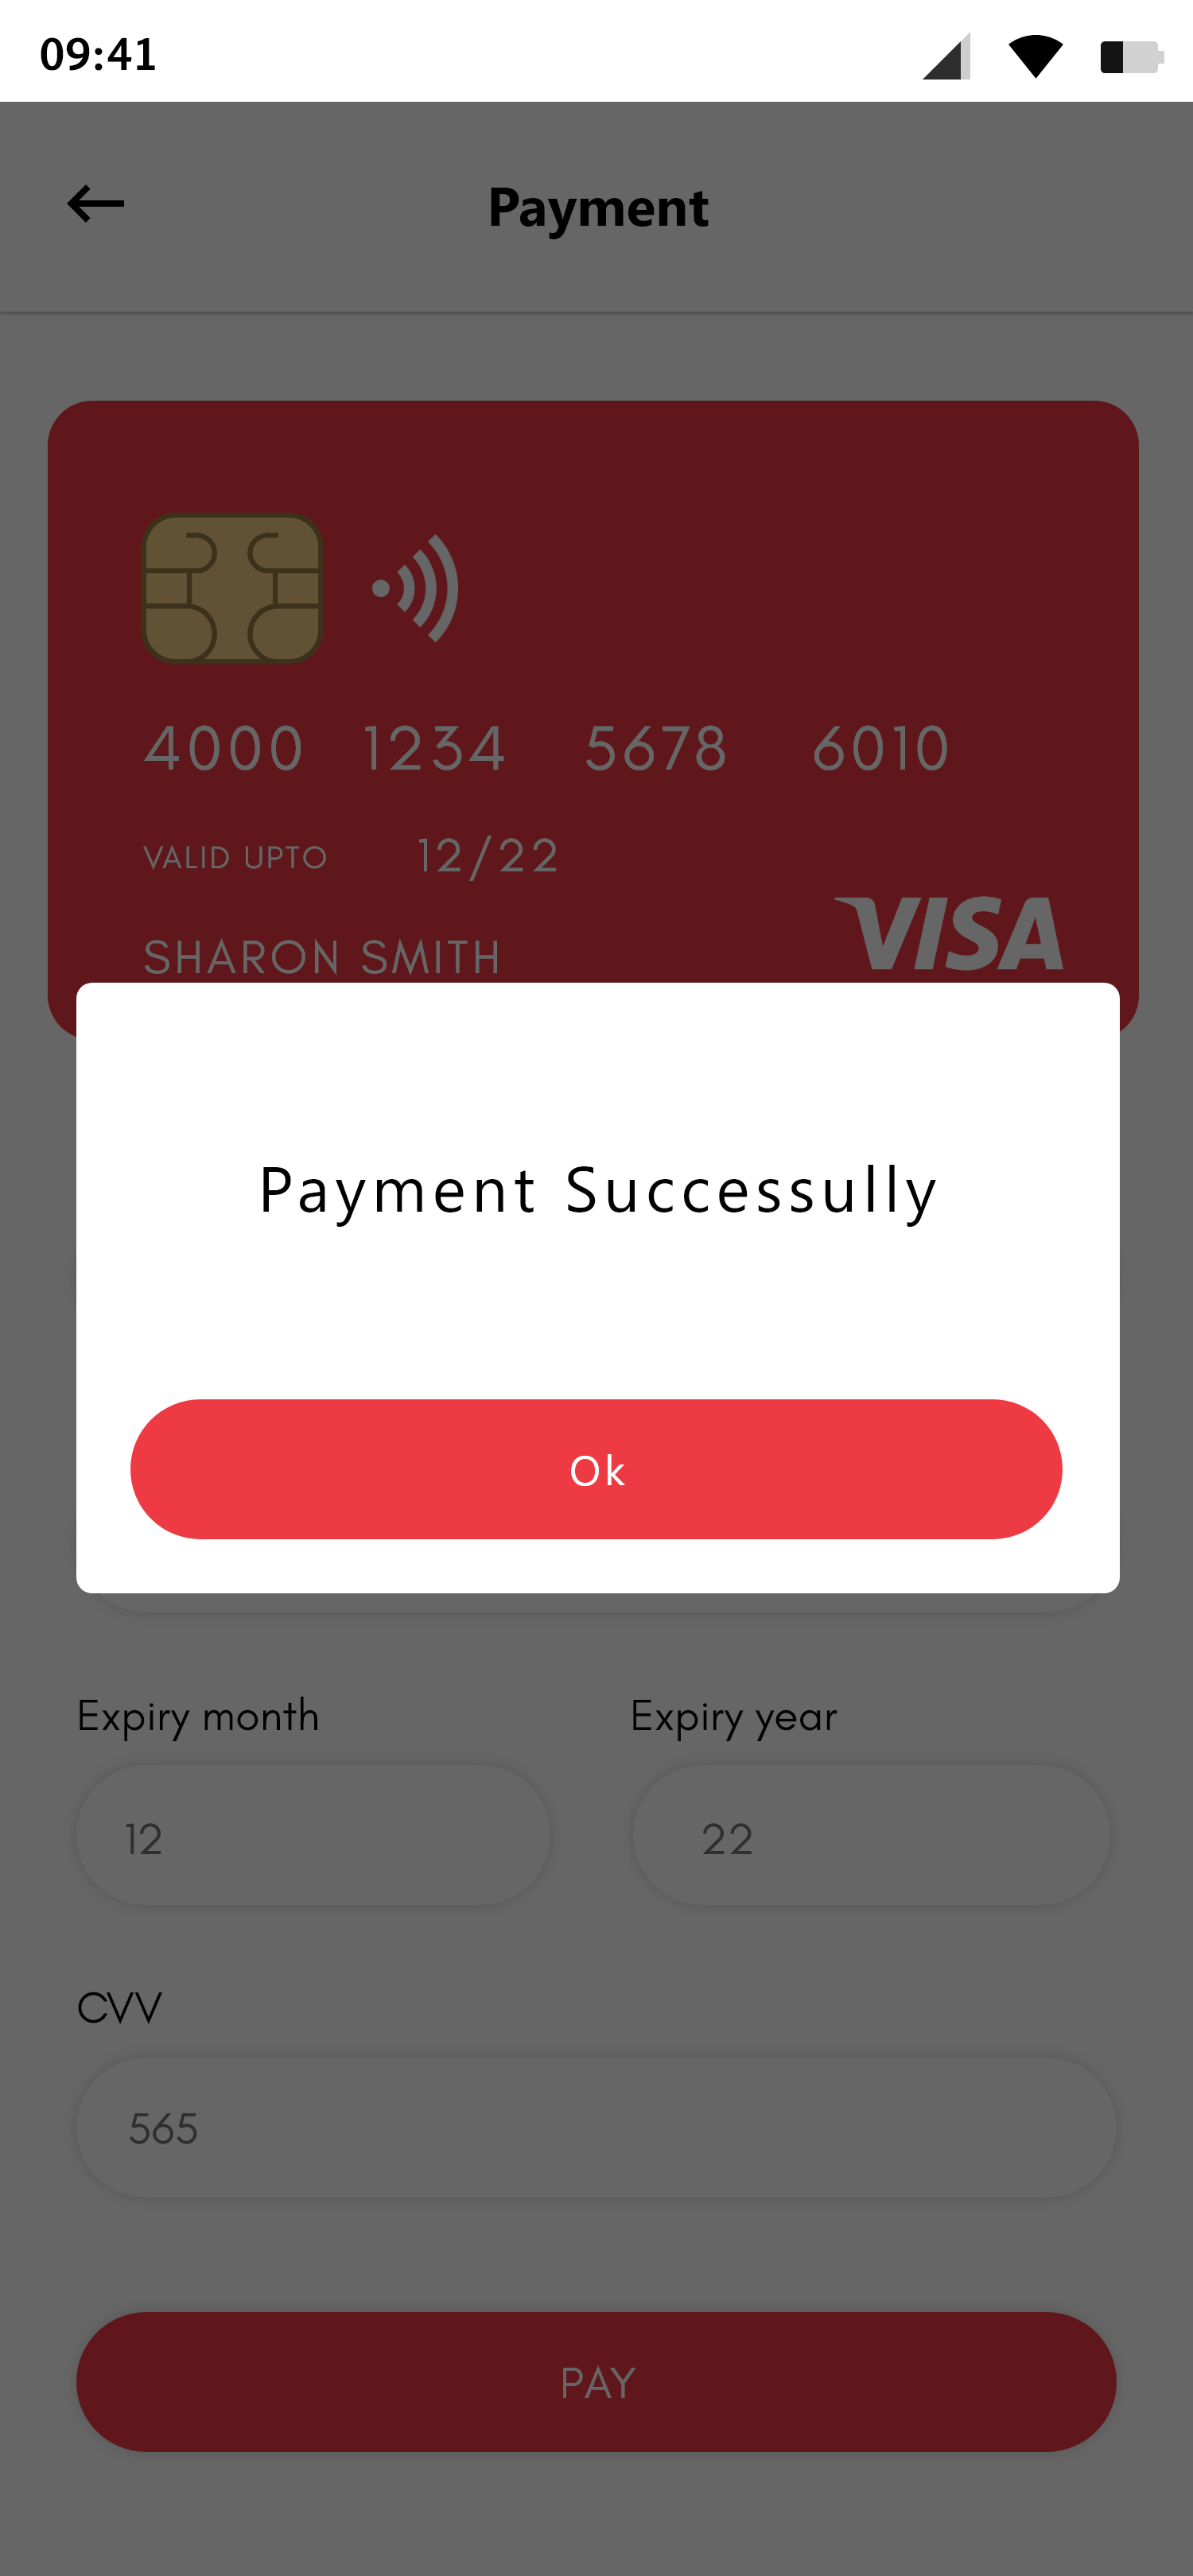 09:41
Payment
4000 1234 5678 6010
VALID UPTO 12/22
SHARON SMITH
VISA
Payment Successully
Ok
Expiry month Expiry year
12 22
CVV
565
PAY